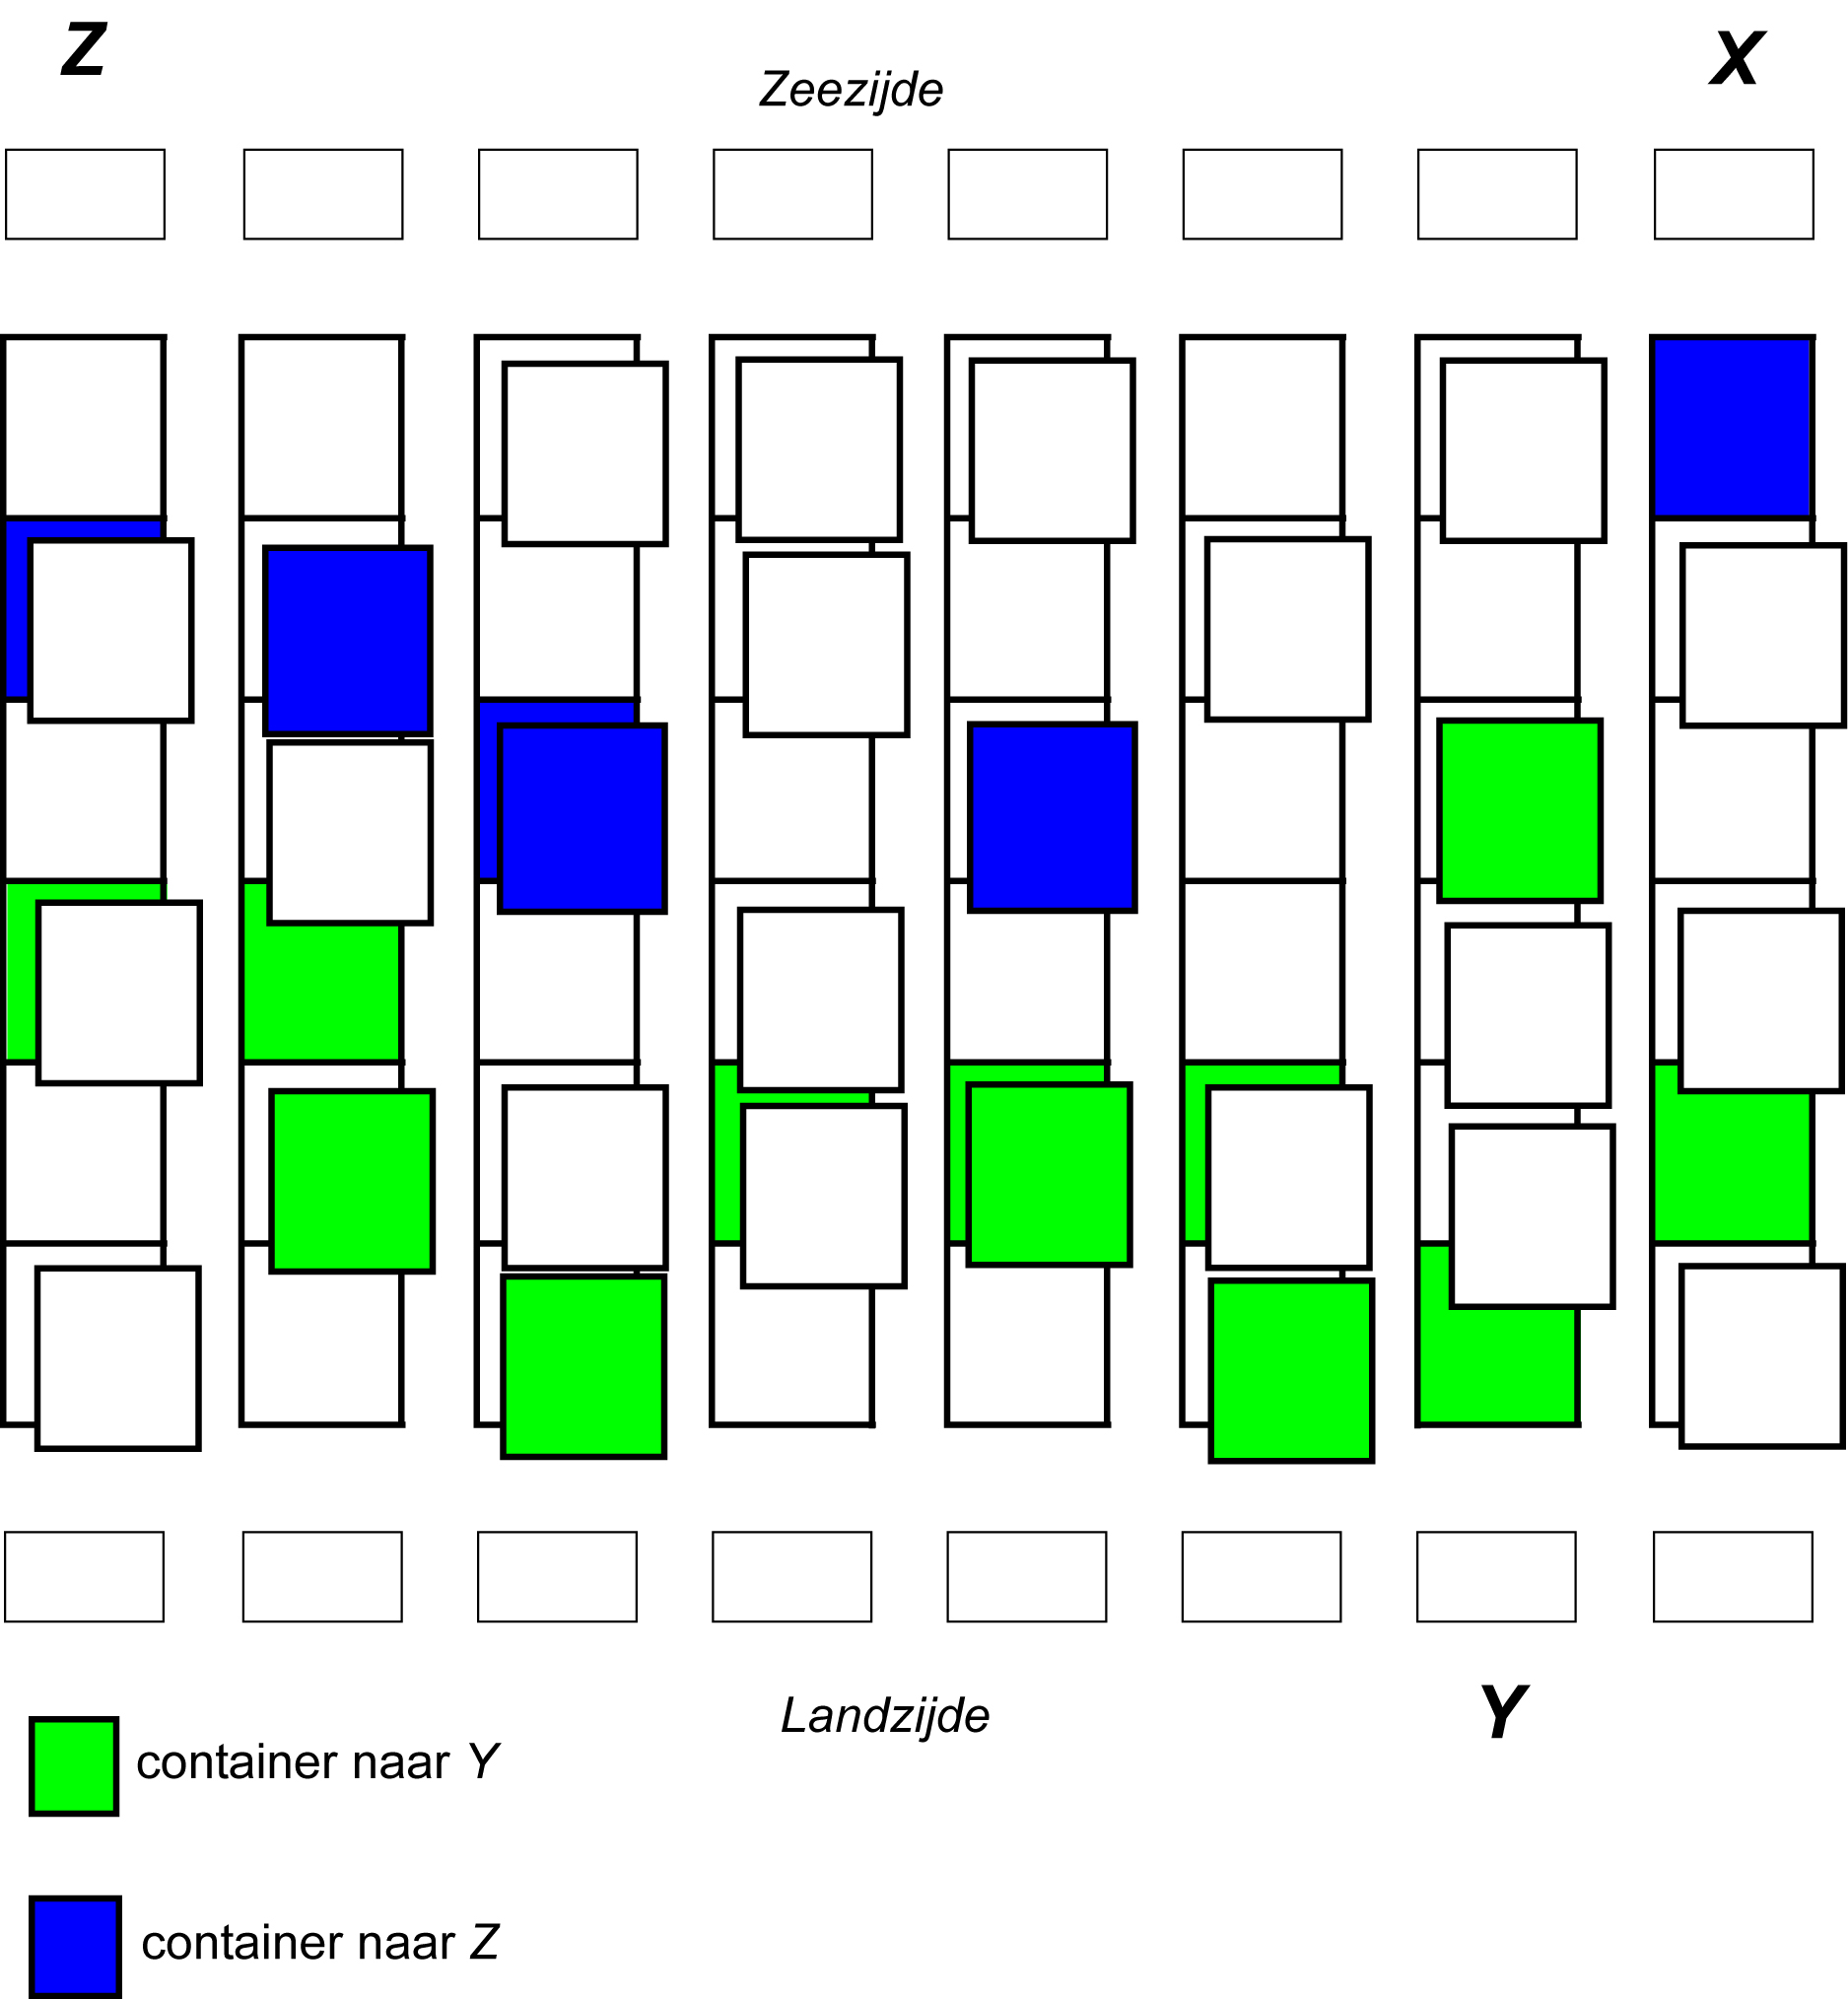 Z
X
Zeezijde
Landzijde
Y
container naar Y
container naar Z